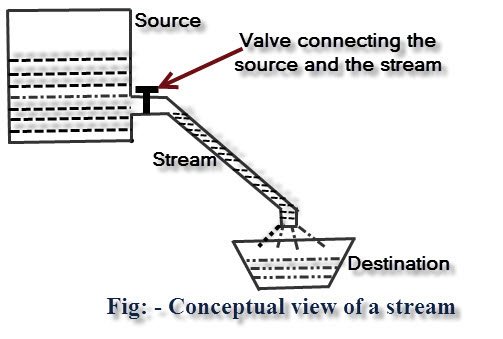 Source
Valve connecting the
source and the stream
Stream
Destination
Fig: - Conceptual view of a stream